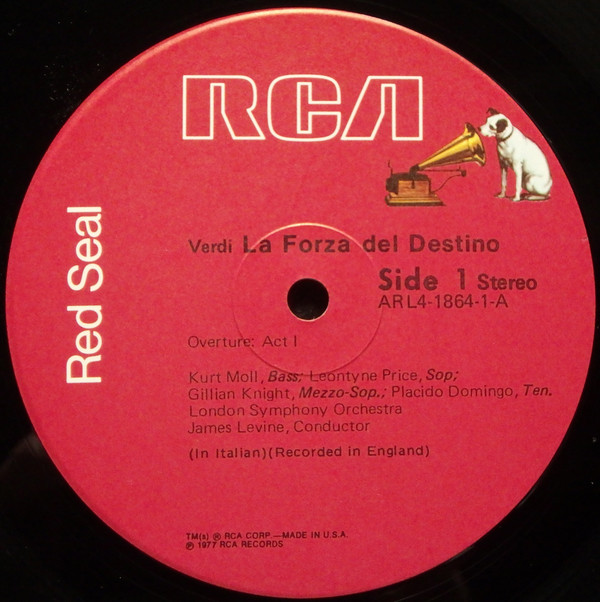 RCA
Red Seal
Verdi La Forza del Destino
Side 1 Stereo
ARL4-1864-1-A
Overture: Act I
Kurt Moll, Bass; Leontyne Price, Sop;
Gillian Knight, Mezzo-Sop.; Placido Domingo, Ten.
London Symphony Orchestra
James Levine, Conductor
(In Italian)(Recorded in England)
TM(s) ® RCA CORP.—MADE IN U.S.A.
℗ 1977 RCA RECORDS